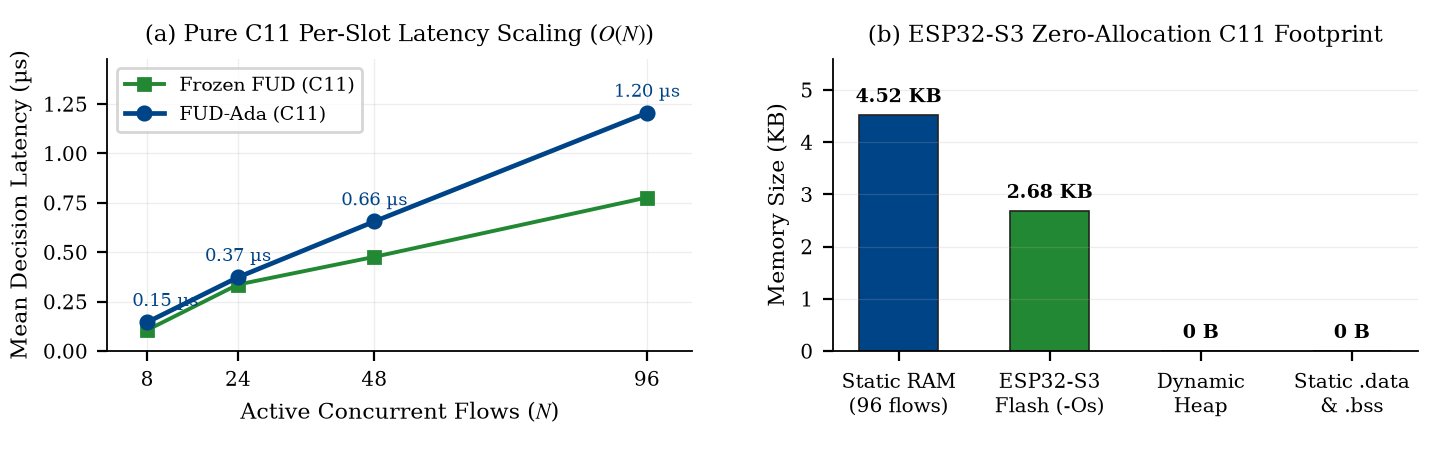 (a) Pure C11 Per-Slot Latency Scaling (O(N))
Mean Decision Latency (µs)
Frozen FUD (C11)
FUD-Ada (C11)
1.25
1.00
0.75
0.50
0.25
0.00
0.15 µs
0.37 µs
0.66 µs
1.20 µs
8
24
48
96
Active Concurrent Flows (N)
(b) ESP32-S3 Zero-Allocation C11 Footprint
Memory Size (KB)
5
4
3
2
1
0
4.52 KB
2.68 KB
0 B
0 B
Static RAM
(96 flows)
ESP32-S3
Flash (-Os)
Dynamic
Heap
Static .data
& .bss